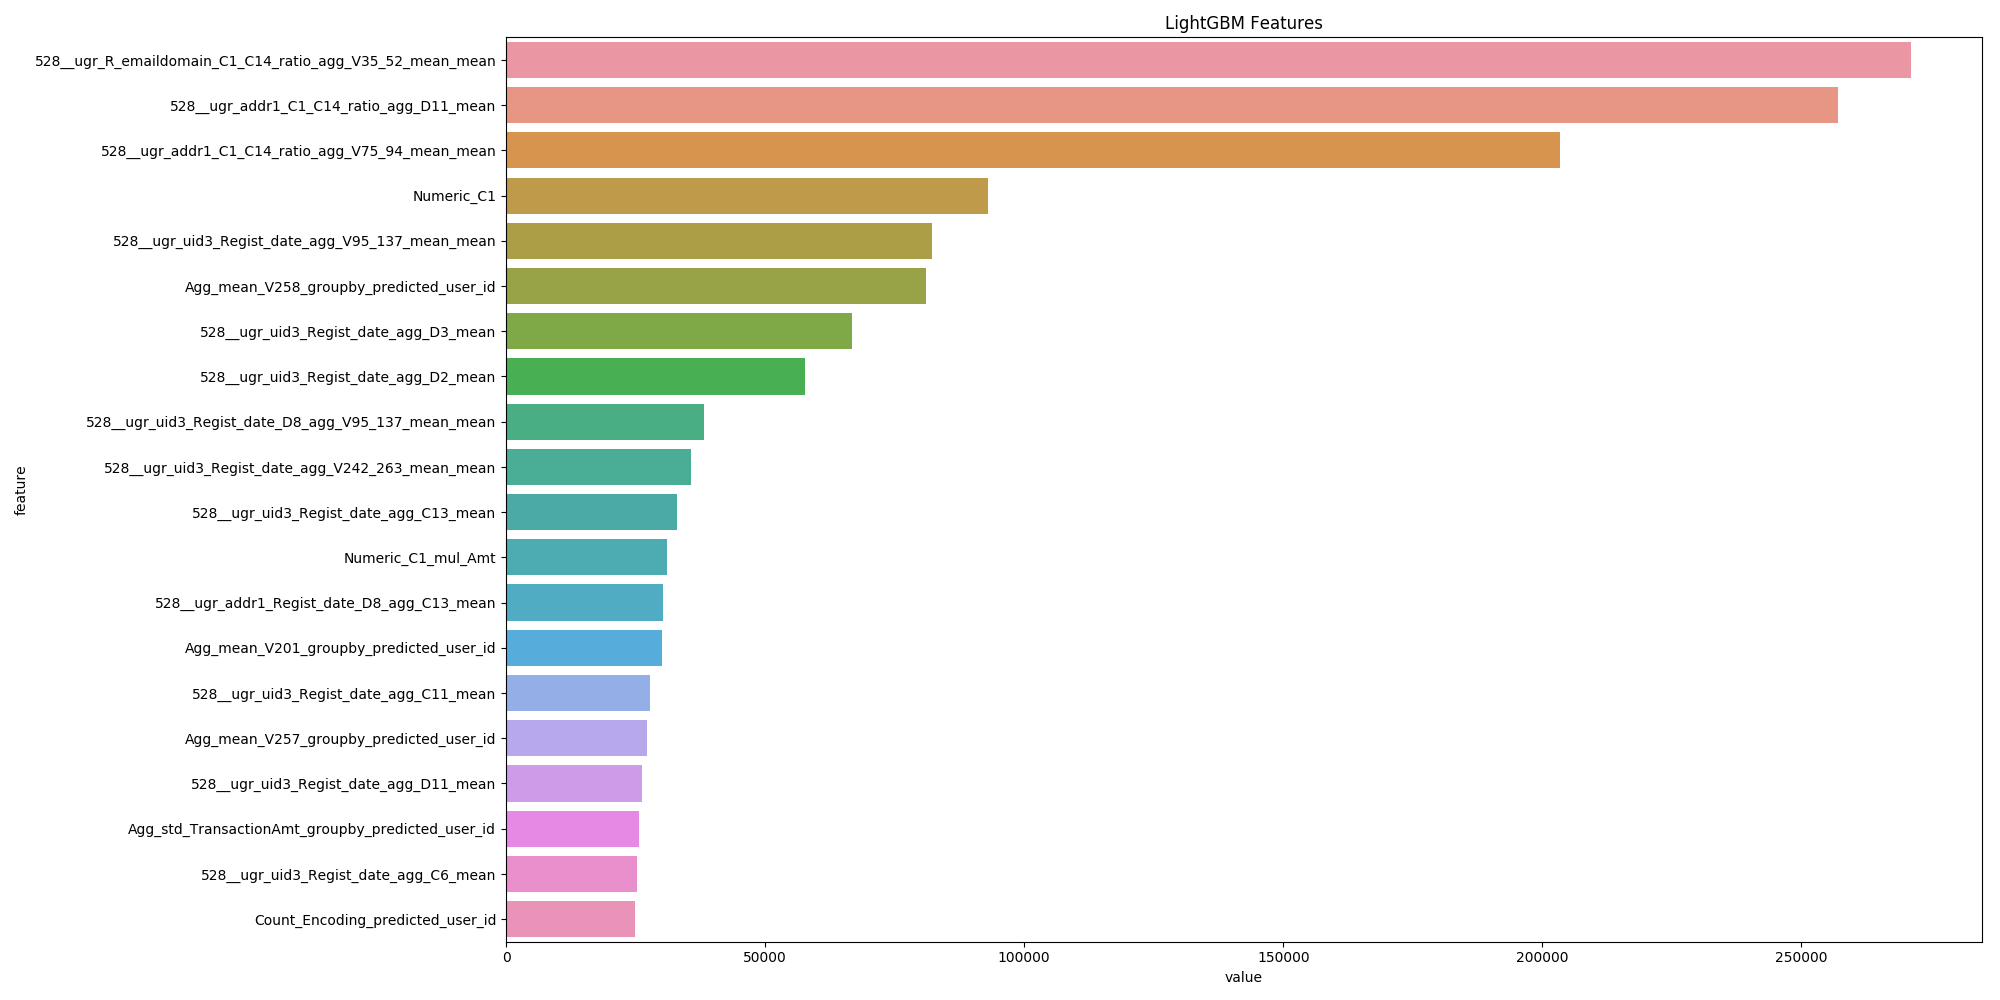 LightGBM Features
528__ugr_R_emaildomain_C1_C14_ratio_agg_V35_52_mean_mean
528__ugr_addr1_C1_C14_ratio_agg_D11_mean
528__ugr_addr1_C1_C14_ratio_agg_V75_94_mean_mean
Numeric_C1
528__ugr_uid3_Regist_date_agg_V95_137_mean_mean
Agg_mean_V258_groupby_predicted_user_id
528__ugr_uid3_Regist_date_agg_D3_mean
528__ugr_uid3_Regist_date_agg_D2_mean
528__ugr_uid3_Regist_date_D8_agg_V95_137_mean_mean
528__ugr_uid3_Regist_date_agg_V242_263_mean_mean
528__ugr_uid3_Regist_date_agg_C13_mean
Numeric_C1_mul_Amt
528__ugr_addr1_Regist_date_D8_agg_C13_mean
Agg_mean_V201_groupby_predicted_user_id
528__ugr_uid3_Regist_date_agg_C11_mean
Agg_mean_V257_groupby_predicted_user_id
528__ugr_uid3_Regist_date_agg_D11_mean
Agg_std_TransactionAmt_groupby_predicted_user_id
528__ugr_uid3_Regist_date_agg_C6_mean
Count_Encoding_predicted_user_id
feature
0 50000 100000 150000 200000 250000
value